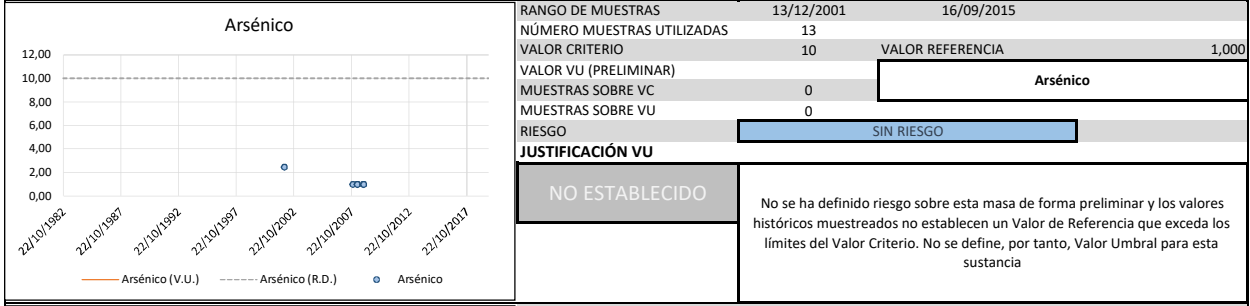 Arsénico
12,00
10,00
8,00
6,00
4,00
2,00
0,00
22/10/1982
22/10/1987
22/10/1992
22/10/1997
22/10/2002
22/10/2007
22/10/2012
22/10/2017
Arsénico (V.U.) Arsénico (R.D.) Arsénico
RANGO DE MUESTRAS 13/12/2001 16/09/2015
NÚMERO MUESTRAS UTILIZADAS 13
VALOR CRITERIO 10 VALOR REFERENCIA 1,000
VALOR VU (PRELIMINAR)
Arsénico
MUESTRAS SOBRE VC 0
MUESTRAS SOBRE VU 0
RIESGO SIN RIESGO
JUSTIFICACIÓN VU
NO ESTABLECIDO
No se ha definido riesgo sobre esta masa de forma preliminar y los valores
históricos muestreados no establecen un Valor de Referencia que exceda los
límites del Valor Criterio. No se define, por tanto, Valor Umbral para esta
sustancia